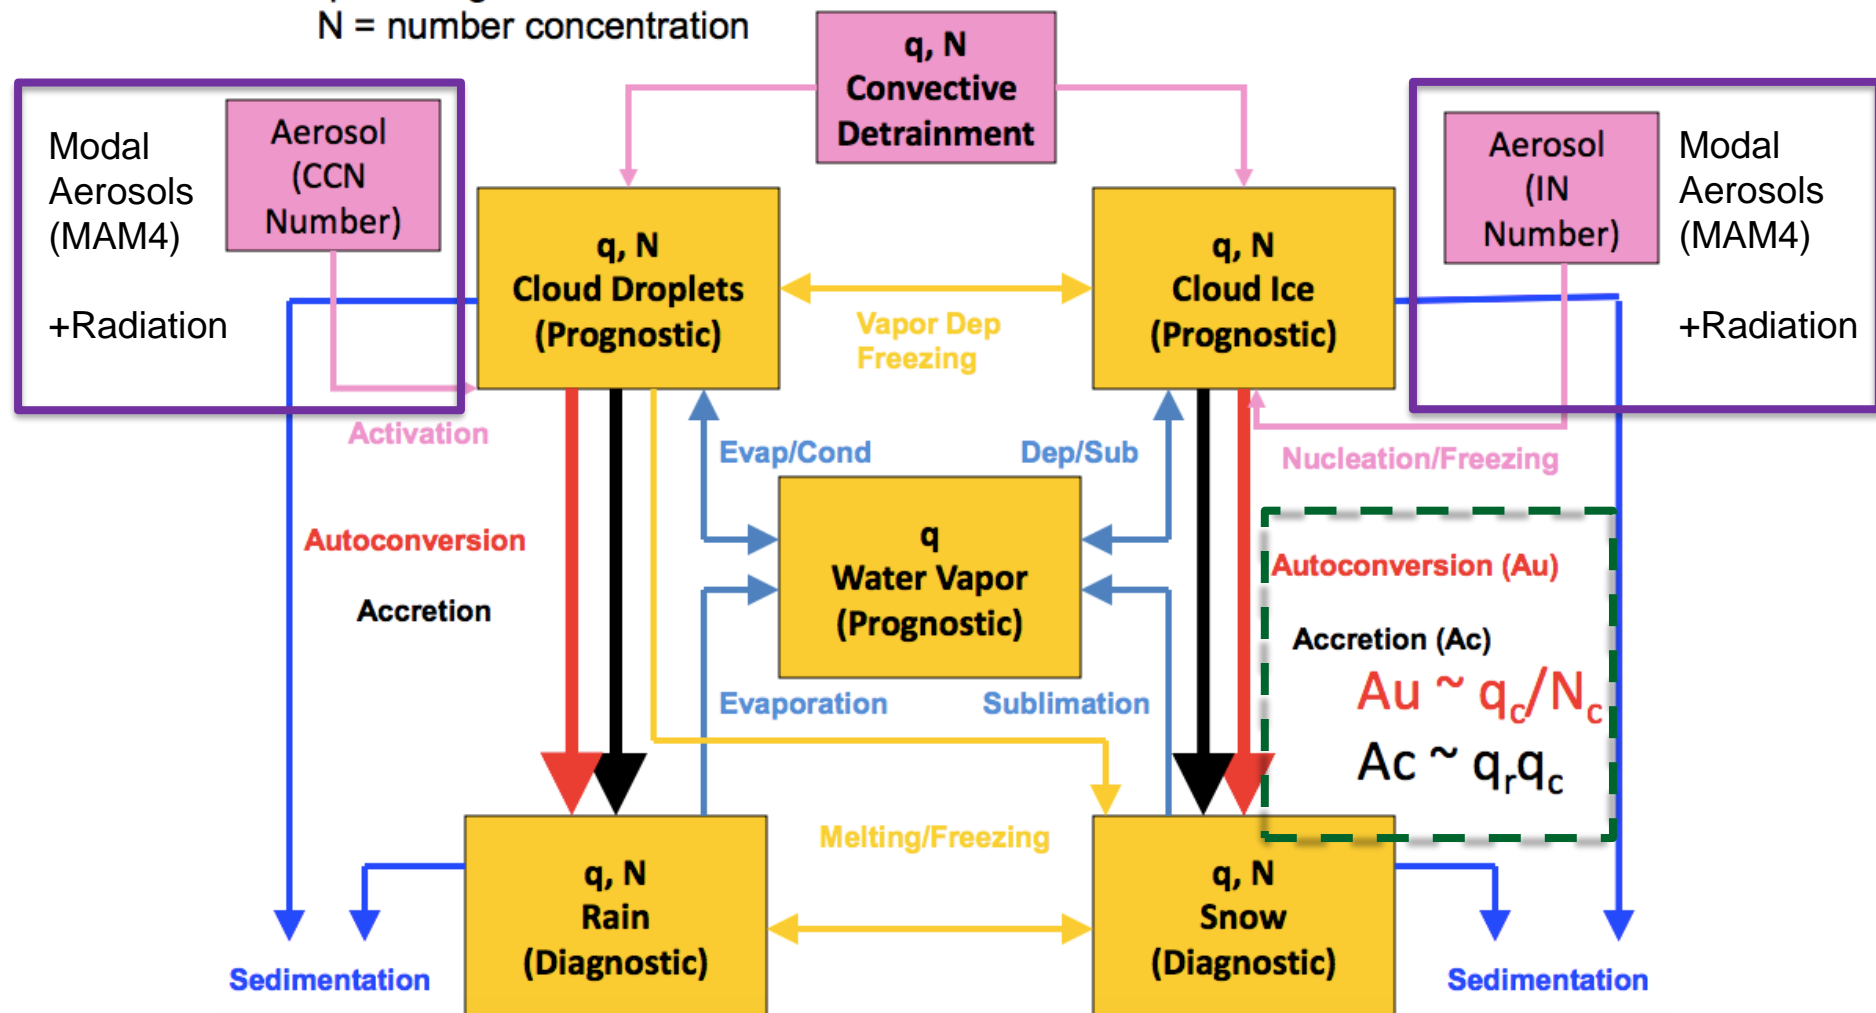 N = number concentration
q, N
Convective
Detrainment
Modal
Aerosols
(MAM4)
+Radiation
Aerosol
(CCN
Number)
Aerosol
(IN
Number)
Modal
Aerosols
(MAM4)
+Radiation
q, N
Cloud Droplets
(Prognostic)
Vapor Dep
Freezing
q, N
Cloud Ice
(Prognostic)
Activation
Evap/Cond
Dep/Sub
Nucleation/Freezing
Autoconversion
Accretion
q
Water Vapor
(Prognostic)
Autoconversion (Au)
Accretion (Ac)
Au ~ qc/Nc
Ac ~ qrqc
Evaporation
Sublimation
Melting/Freezing
q, N
Rain
(Diagnostic)
q, N
Snow
(Diagnostic)
Sedimentation
Sedimentation